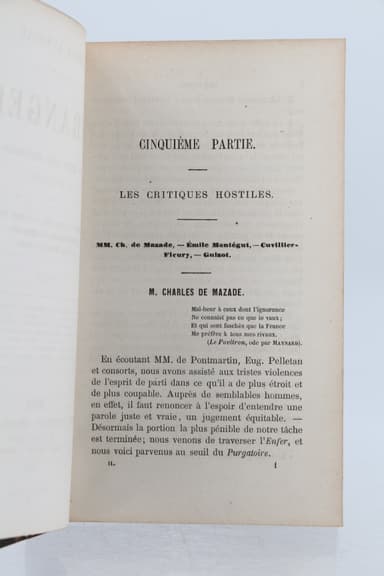 CINQUIÈME PARTIE.
LES CRITIQUES HOSTILES.
MM. Ch. de Mazade, — Émile Montégut, — Cuvillier-
Fleury, — Guizot.
M. CHARLES DE MAZADE.
Mal-heur à ceux dont l'ignorance
Ne connaist pas ce que je vaux;
Et qui sont faschés que la France
Me préfère à tous mes rivaux.
(Le Pavitron, ode par MAYNARD).
En écoutant MM. de Pontmartin, Eug. Pelletan
et consorts, nous avons assisté aux tristes violences
de l'esprit de parti dans ce qu'il a de plus étroit et
de plus coupable. Auprès de semblables hommes,
en effet, il faut renoncer à l'espoir d'entendre une
parole juste et vraie, un jugement équitable. —
Désormais la portion la plus pénible de notre tâche
est terminée; nous venons de traverser l'Enfer, et
nous voici parvenus au seuil du Purgatoire.
II. 1